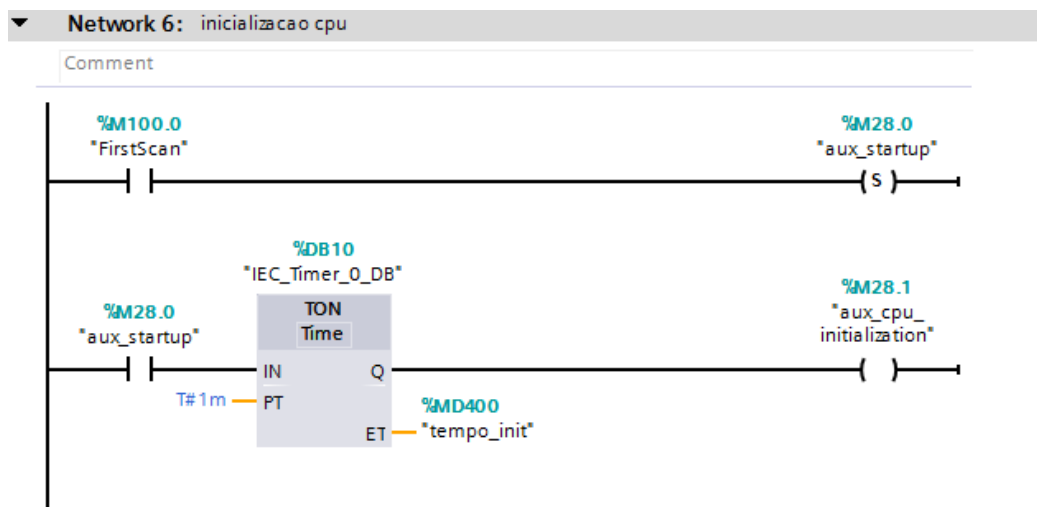 Network 6: inicializacao cpu
Comment
%M100.0
"FirstScan"
%M28.0
"aux_startup"
S
%DB10
"IEC_Timer_0_DB"
%M28.0
"aux_startup"
TON
Time
IN
Q
T#1m
PT
ET
%MD400
"tempo_init"
%M28.1
"aux_cpu_
initialization"